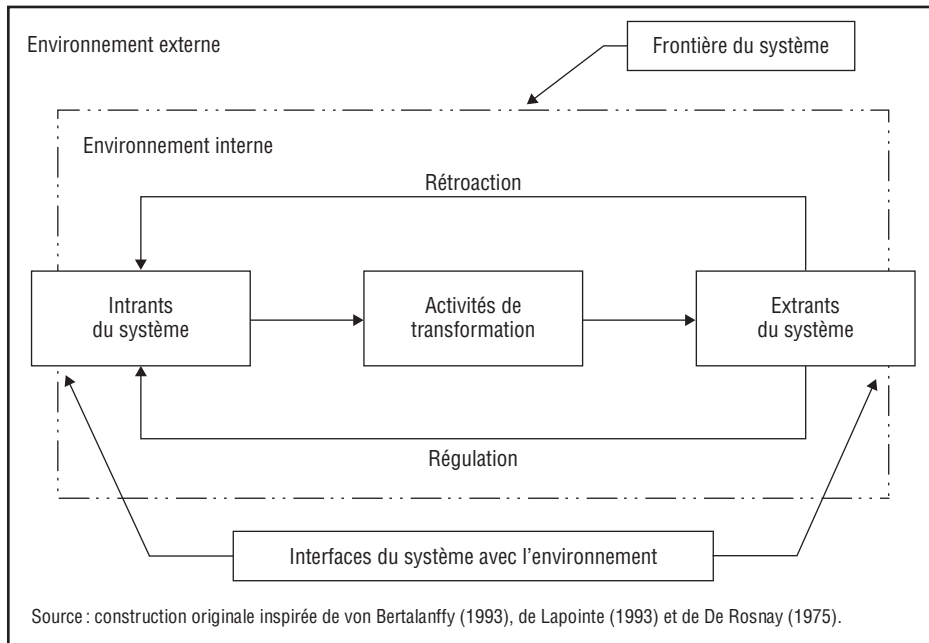 Environnement externe
Frontière du système
Environnement interne
Rétroaction
Intrants
du système
Activités de
transformation
Extrants
du système
Régulation
Interfaces du système avec l'environnement
Source : construction originale inspirée de von Bertalanffy (1993), de Lapointe (1993) et de De Rosnay (1975).